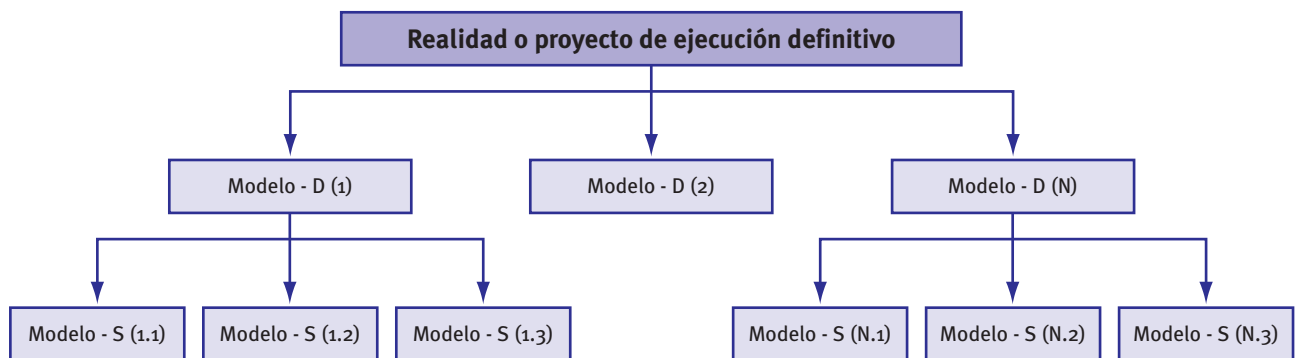 Realidad o proyecto de ejecución definitivo
Modelo - D (1)
Modelo - D (2)
Modelo - D (N)
Modelo - S (1.1)
Modelo - S (1.2)
Modelo - S (1.3)
Modelo - S (N.1)
Modelo - S (N.2)
Modelo - S (N.3)